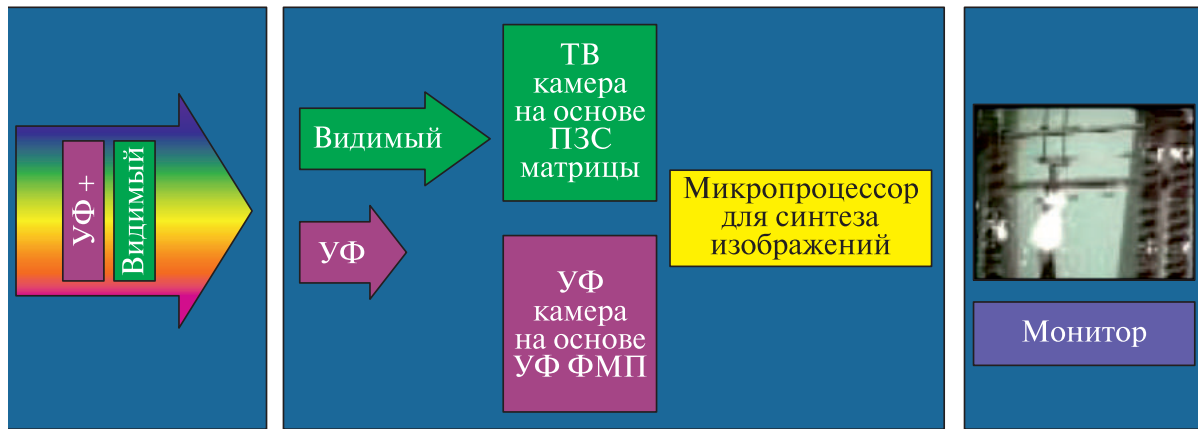 УФ +
Видимый
Видимый
УФ
ТВ
камера
на основе
ПЗС
матрицы
УФ
камера
на основе
УФ ФМП
Микропроцессор
для синтеза
изображений
Монитор